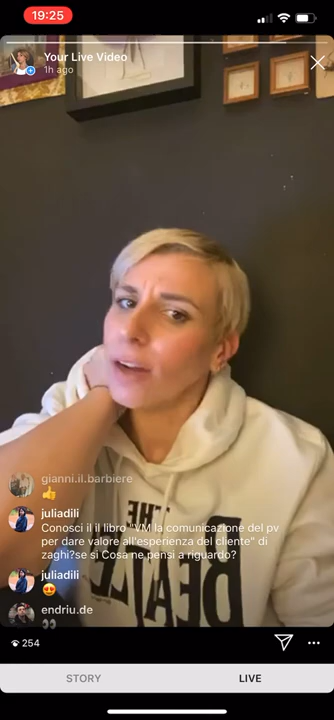 19:25
Your Live Video
1h ago
gianni.il.barbiere
👍
juliadili
Conosci il il libro "VM la comunicazione del pv
per dare valore all'esperienza del cliente" di
zaghi?se si Cosa ne pensi a riguardo?
juliadili
😍
endriu.de
👀
THE
BEATLES
254
STORY
LIVE